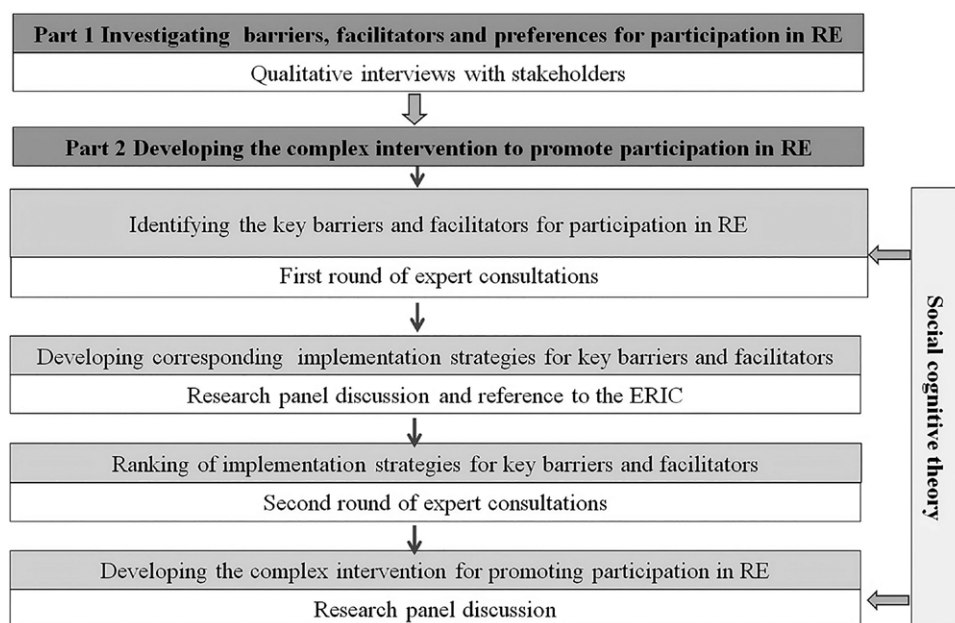 Part 1 Investigating barriers, facilitators and preferences for participation in RE
Qualitative interviews with stakeholders
Part 2 Developing the complex intervention to promote participation in RE
Identifying the key barriers and facilitators for participation in RE
First round of expert consultations
Developing corresponding implementation strategies for key barriers and facilitators
Research panel discussion and reference to the ERIC
Ranking of implementation strategies for key barriers and facilitators
Second round of expert consultations
Developing the complex intervention for promoting participation in RE
Research panel discussion
Social cognitive theory